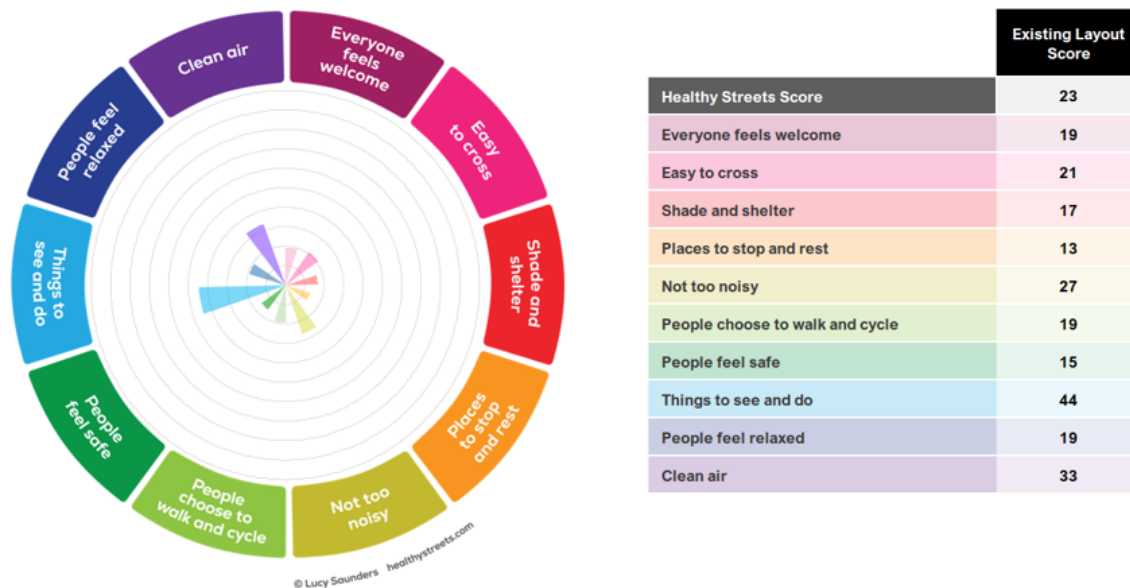 Clean air
Everyone
feels
welcome
Easy
to cross
Shade and
shelter
Places
to stop
and rest
Not too
noisy
People
choose to
walk and cycle
People
feel safe
Things to
see and do
People feel
relaxed
© Lucy Saunders healthystreets.com
Existing Layout
Score
Healthy Streets Score 23
Everyone feels welcome 19
Easy to cross 21
Shade and shelter 17
Places to stop and rest 13
Not too noisy 27
People choose to walk and cycle 19
People feel safe 15
Things to see and do 44
People feel relaxed 19
Clean air 33